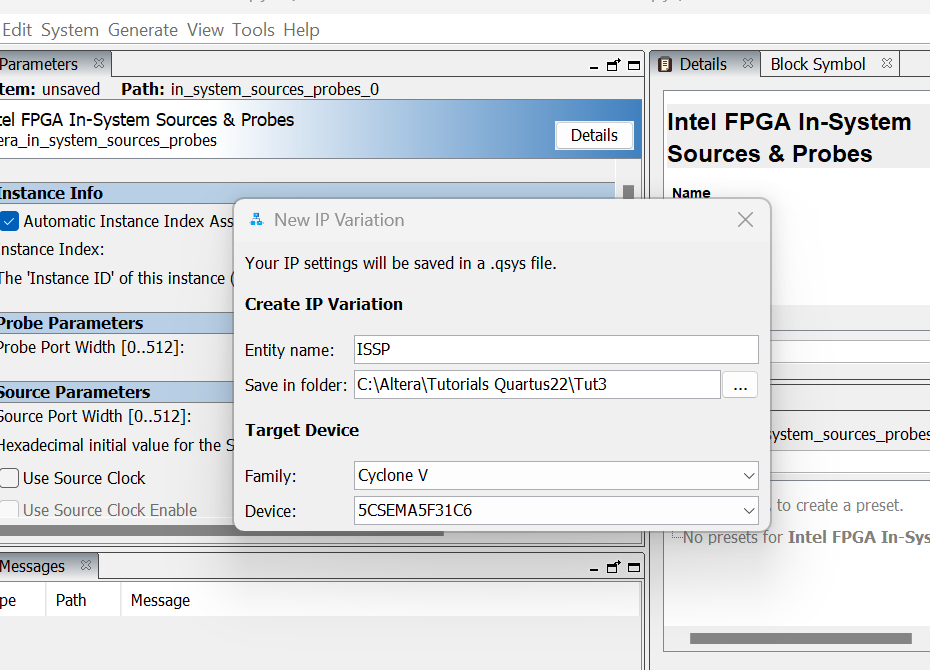 Edit System Generate View Tools Help
Parameters
tem: unsaved Path: in_system_sources_probes_0
tel FPGA In-System Sources & Probes
era_in_system_sources_probes
Details
Instance Info
Automatic Instance Index Ass
Instance Index:
The 'Instance ID' of this instance (
Probe Parameters
Probe Port Width [0..512]:
Source Parameters
Source Port Width [0..512]:
Hexadecimal initial value for the S
Use Source Clock
Use Source Clock Enable
Messages
pe Path Message
New IP Variation
Your IP settings will be saved in a .qsys file.
Create IP Variation
Entity name: ISSP
Save in folder: C:\Altera\Tutorials Quartus22\Tut3 ...
Target Device
Family: Cyclone V
Device: 5CSEMA5F31C6
Details Block Symbol
Intel FPGA In-System
Sources & Probes
Name
system_sources_probes
to create a preset.
No presets for Intel FPGA In-Sys